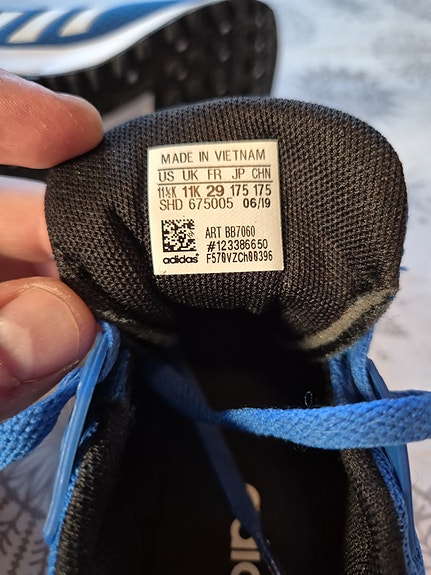 MADE IN VIETNAM
US UK FR JP CHN
11½K 11K 29 175 175
SHD 675005 06/19
ART BB7060
#123386650
adidas® F570VZCh00396
adid